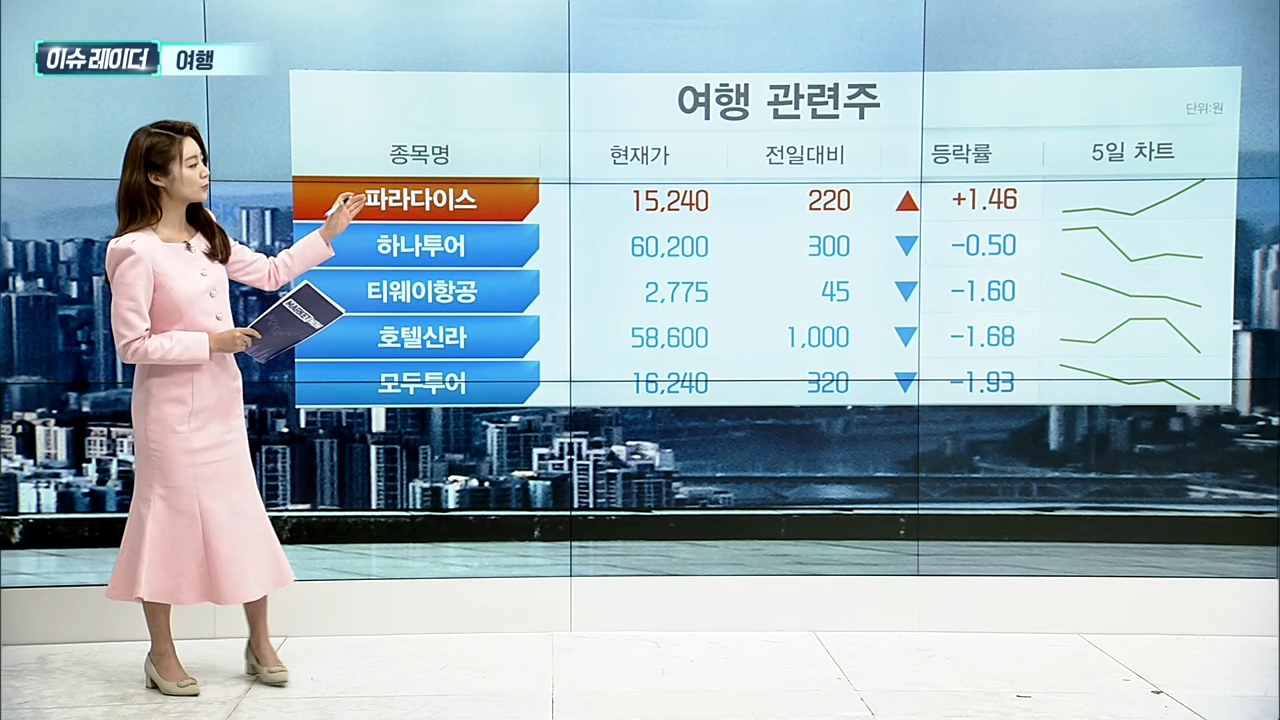 이슈레이더 여행
여행 관련주
단위:원
종목명 현재가 전일대비 등락률 5일 차트
파라다이스 15,240 220 ▲ +1.46
하나투어 60,200 300 ▼ -0.50
티웨이항공 2,775 45 ▼ -1.60
호텔신라 58,600 1,000 ▼ -1.68
모두투어 16,240 320 ▼ -1.93
MARKET